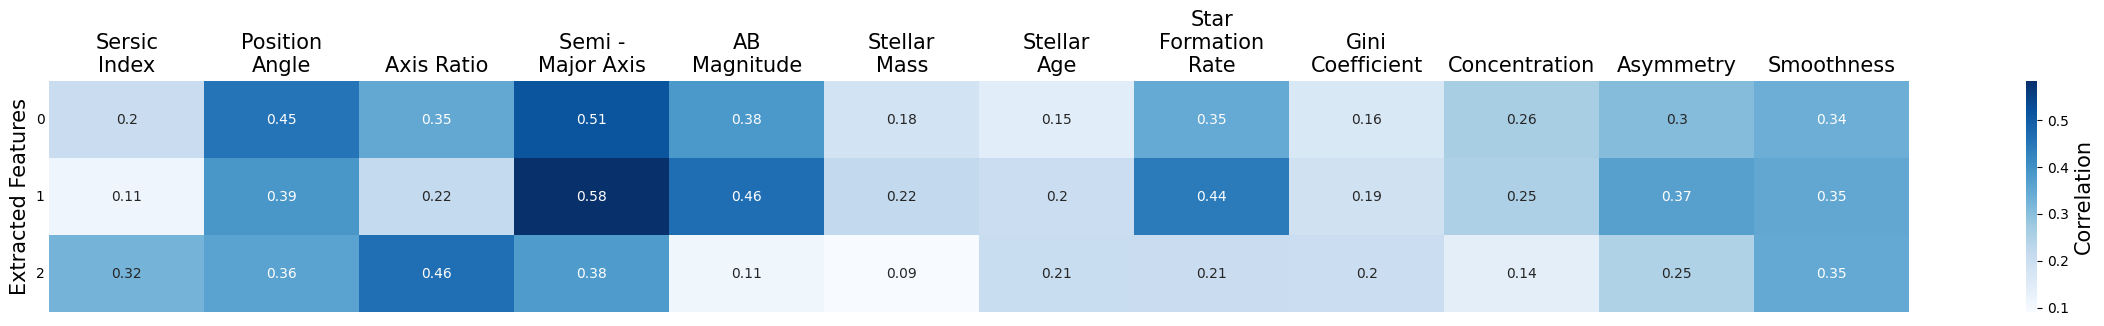 Sersic
Index
Position
Angle
Axis Ratio
Semi -
Major Axis
AB
Magnitude
Stellar
Mass
Stellar
Age
Star
Formation
Rate
Gini
Coefficient
Concentration
Asymmetry
Smoothness
Extracted Features
0
0.2
0.45
0.35
0.51
0.38
0.18
0.15
0.35
0.16
0.26
0.3
0.34
1
0.11
0.39
0.22
0.58
0.46
0.22
0.2
0.44
0.19
0.25
0.37
0.35
2
0.32
0.36
0.46
0.38
0.11
0.09
0.21
0.21
0.2
0.14
0.25
0.35
0.5
0.4
0.3
0.2
0.1
Correlation